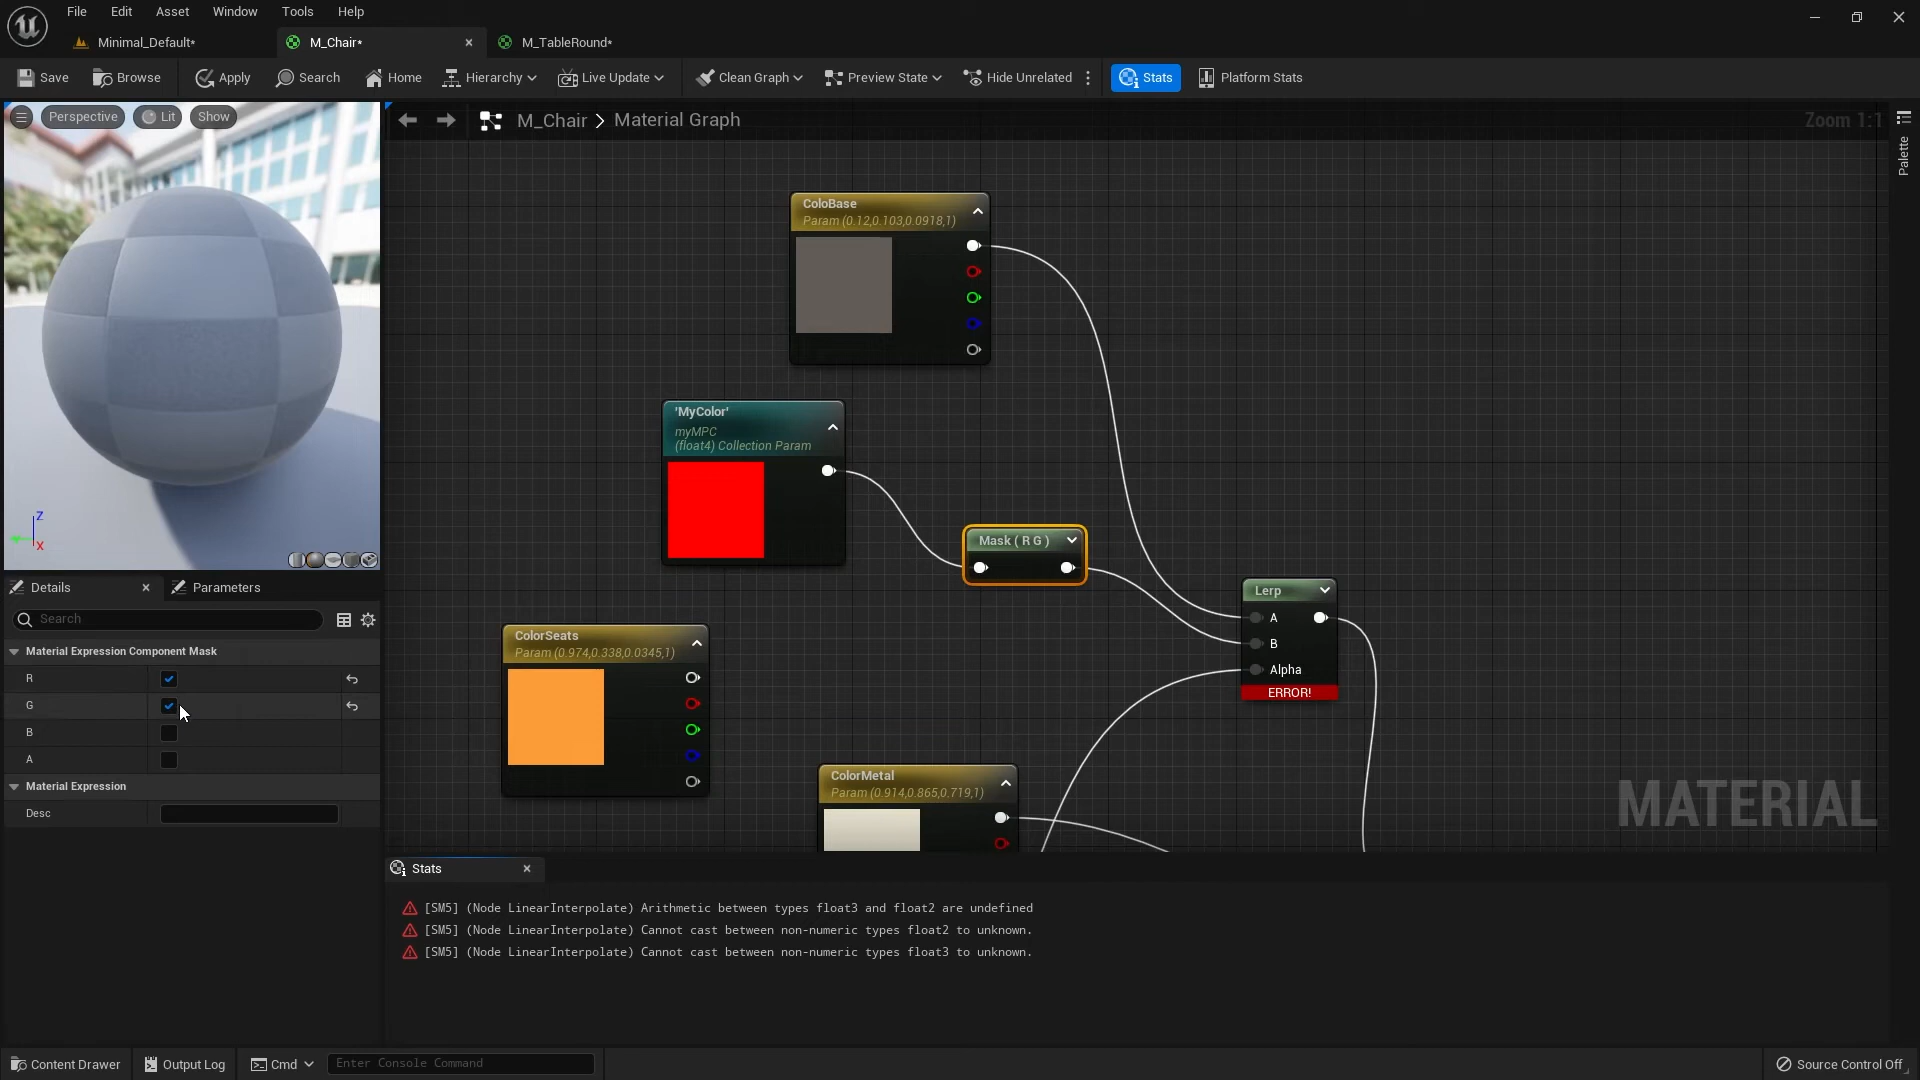 File Edit Asset Window Tools Help
Minimal_Default*
M_Chair*
M_TableRound*
Save Browse Apply Search Home Hierarchy Live Update Clean Graph Preview State Hide Unrelated Stats Platform Stats
Perspective Lit Show
M_Chair > Material Graph
Zoom 1:1
Palette
ColoBase
Param (0.12,0.103,0.0918,1)
'MyColor'
myMPC
(float4) Collection Param
Mask ( R G )
Lerp
A
B
Alpha
ERROR!
ColorSeats
Param (0.974,0.338,0.0345,1)
ColorMetal
Param (0.914,0.865,0.719,1)
MATERIAL
Z
X
Details
Parameters
Search
Material Expression Component Mask
R
G
B
A
Material Expression
Desc
Stats
[SM5] (Node LinearInterpolate) Arithmetic between types float3 and float2 are undefined
[SM5] (Node LinearInterpolate) Cannot cast between non-numeric types float2 to unknown.
[SM5] (Node LinearInterpolate) Cannot cast between non-numeric types float3 to unknown.
Content Drawer Output Log Cmd Enter Console Command Source Control Off